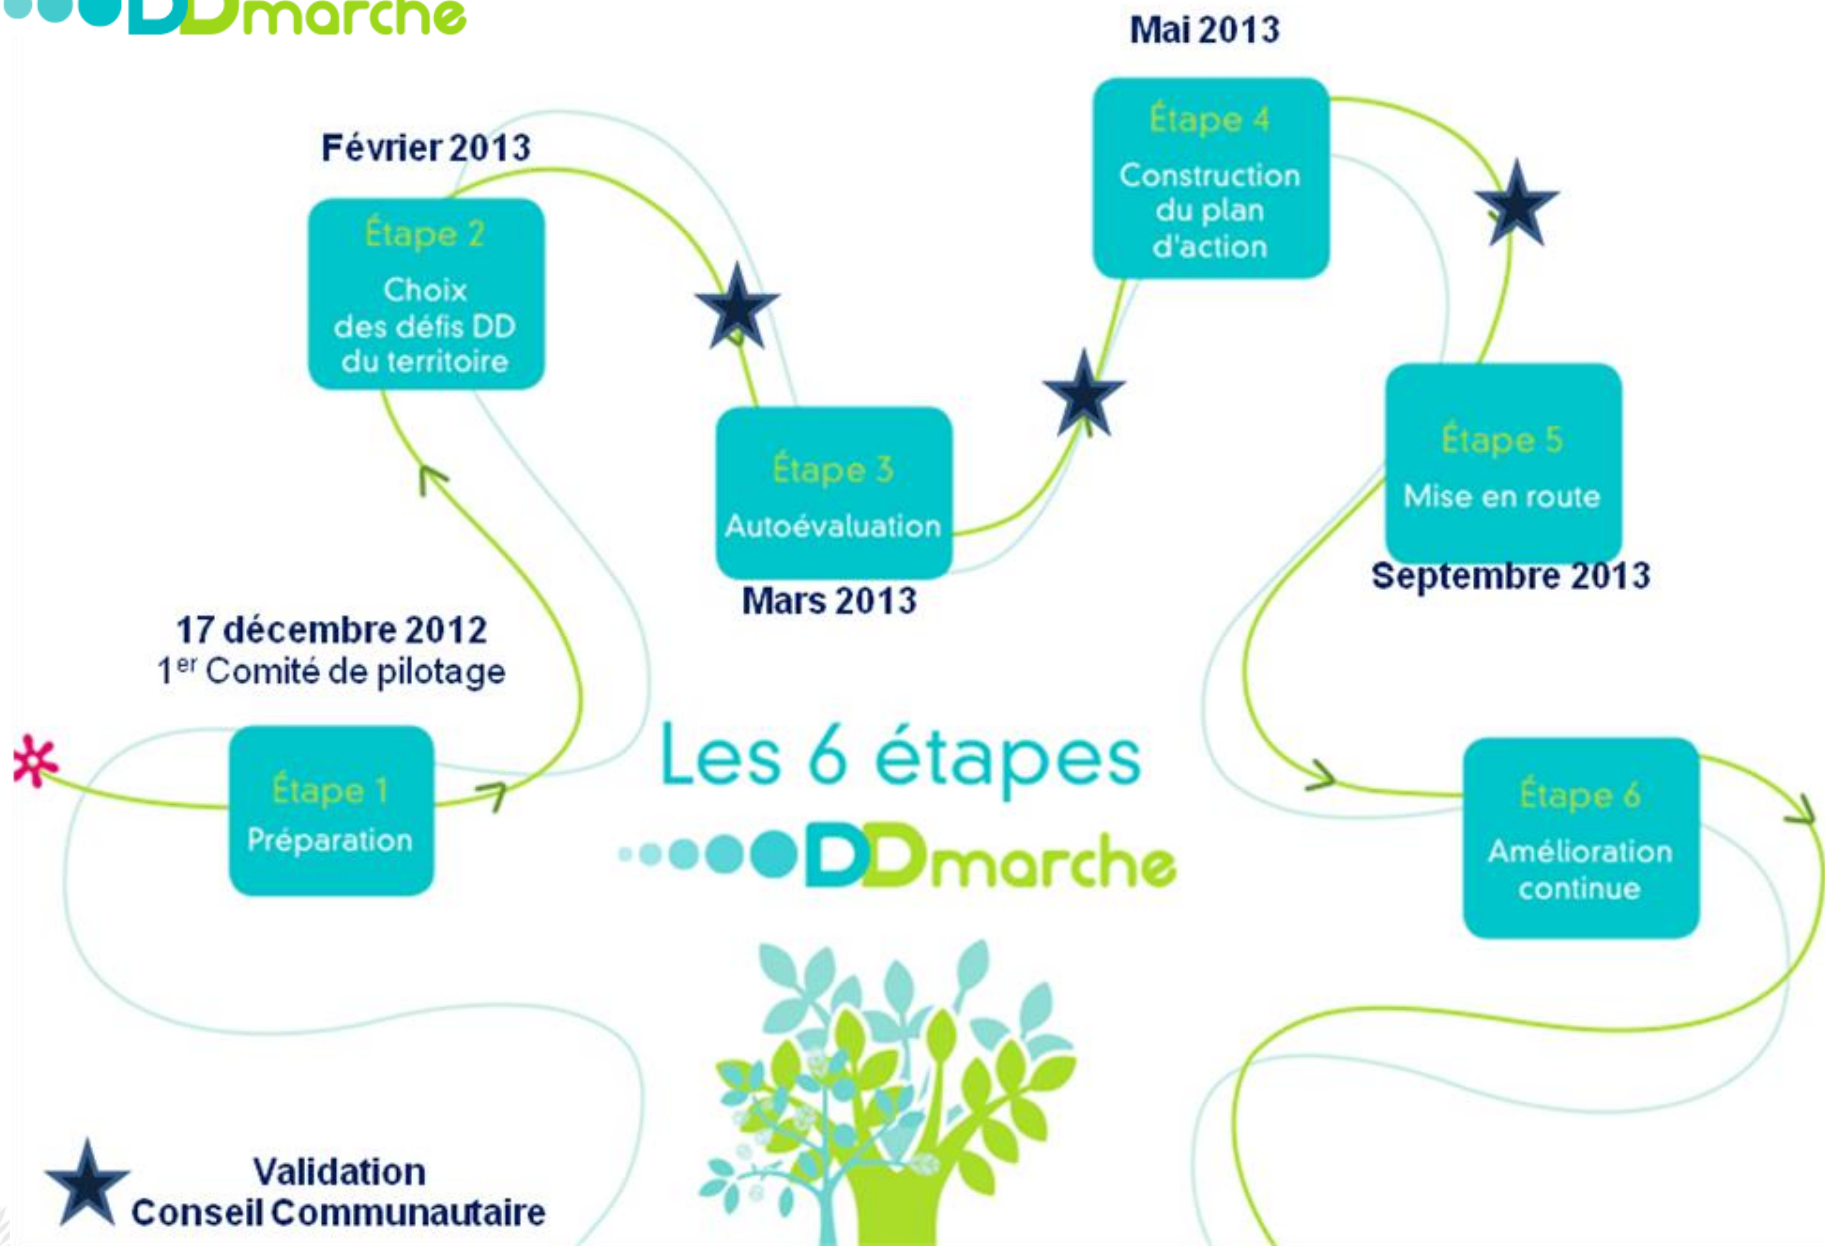 DDmarche
Mai 2013
Étape 4
Construction
du plan
d'action
Février 2013
Étape 2
Choix
des défis DD
du territoire
Étape 3
Autoévaluation
Mars 2013
Étape 5
Mise en route
Septembre 2013
17 décembre 2012
1er Comité de pilotage
Étape 1
Préparation
Les 6 étapes
DDmarche
Étape 6
Amélioration
continue
Validation
Conseil Communautaire